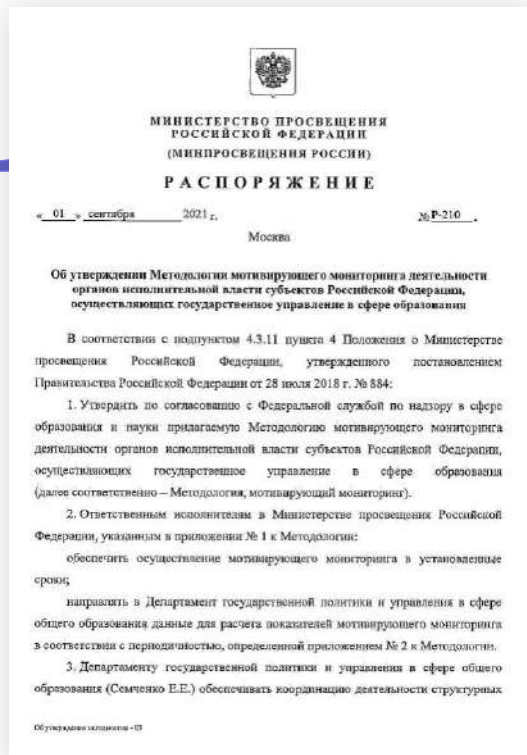 МИНИСТЕРСТВО ПРОСВЕЩЕНИЯ
РОССИЙСКОЙ ФЕДЕРАЦИИ
(МИНПРОСВЕЩЕНИЯ РОССИИ)
РАСПОРЯЖЕНИЕ
« 01 » сентября 2021 г. № Р-210 .
Москва
Об утверждении Методологии мотивирующего мониторинга деятельности
органов исполнительной власти субъектов Российской Федерации,
осуществляющих государственное управление в сфере образования
В соответствии с подпунктом 4.3.11 пункта 4 Положения о Министерстве
просвещения Российской Федерации, утвержденного постановлением
Правительства Российской Федерации от 28 июля 2018 г. № 884:
1. Утвердить по согласованию с Федеральной службой по надзору в сфере
образования и науки прилагаемую Методологию мотивирующего мониторинга
деятельности органов исполнительной власти субъектов Российской Федерации,
осуществляющих государственное управление в сфере образования
(далее соответственно – Методология, мотивирующий мониторинг).
2. Ответственным исполнителям в Министерстве просвещения Российской
Федерации, указанным в приложении № 1 к Методологии:
обеспечить осуществление мотивирующего мониторинга в установленные
сроки;
направлять в Департамент государственной политики и управления в сфере
общего образования данные для расчета показателей мотивирующего мониторинга
в соответствии с периодичностью, определенной приложением № 2 к Методологии.
3. Департаменту государственной политики и управления в сфере общего
образования (Семченко Е.Е.) обеспечивать координацию деятельности структурных
Об утверждении методологии - 03